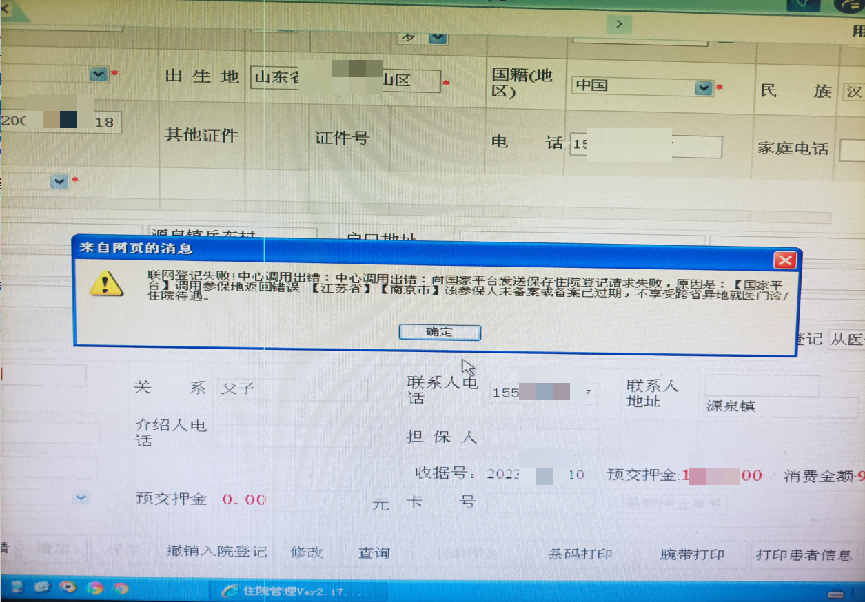 用
岁
出 生 地 山东省 山区 国籍(地区) 中国 民 族 汉
200 18 其他证件 证件号 电 话 15 家庭电话
户口地址
来自网页的消息
联网登记失败!中心调用出错：中心调用出错：向国家平台发送保存住院登记请求失败，原因是：【国家平
台】调用参保地返回错误 【江苏省】【南京市】该参保人未备案或备案已过期，不享受跨省异地就医门诊/
住院待遇。
确定
登记 从医
关 系 父子 联系人电话 155 7 联系人地址 源泉镇
介绍人电话 担 保 人
收据号： 2023 10 预交押金:1 00 消费金额
预交押金 0.00 元 卡 号
撤销入院登记 修改 查询 条码打印 腕带打印 打印患者信息
住院管理Ver2.17....